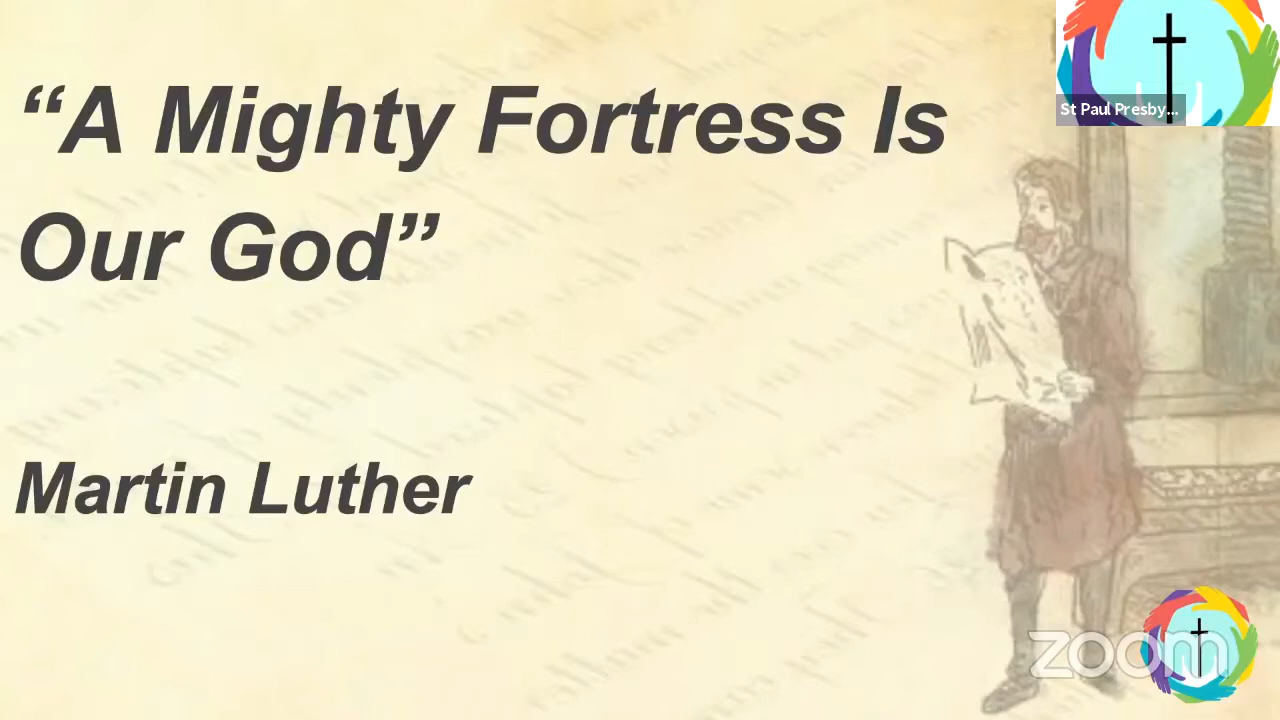 St Paul Presby...
“A Mighty Fortress Is
Our God”
Martin Luther
zoom